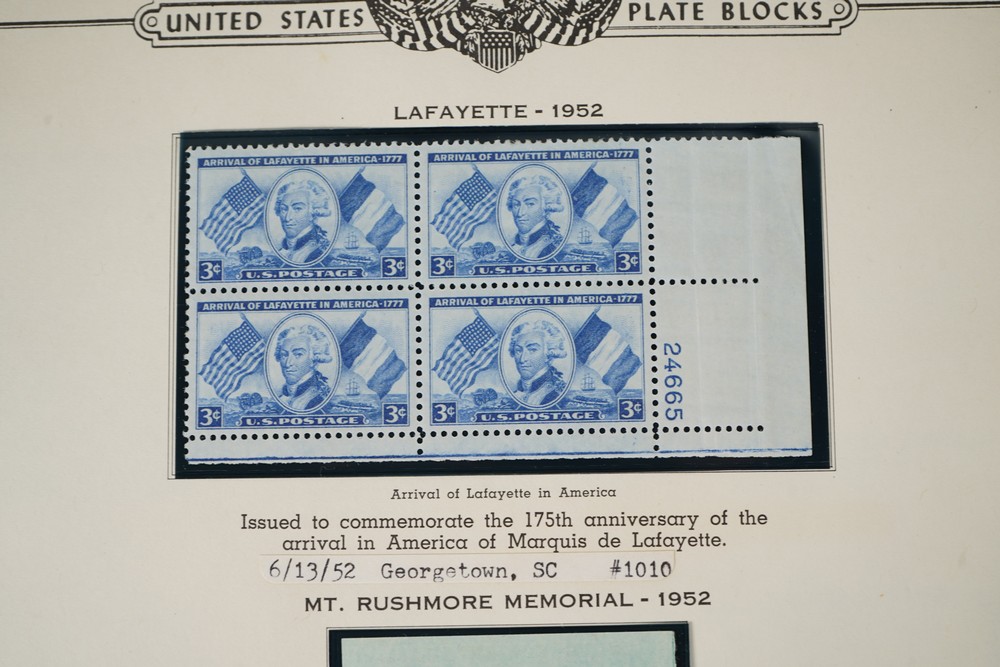 UNITED STATES PLATE BLOCKS
LAFAYETTE - 1952
ARRIVAL OF LAFAYETTE IN AMERICA-1777
3¢ U.S. POSTAGE 3¢
ARRIVAL OF LAFAYETTE IN AMERICA-1777
3¢ U.S. POSTAGE 3¢
ARRIVAL OF LAFAYETTE IN AMERICA-1777
3¢ U.S. POSTAGE 3¢
ARRIVAL OF LAFAYETTE IN AMERICA-1777
3¢ U.S. POSTAGE 3¢
24665
Arrival of Lafayette in America
Issued to commemorate the 175th anniversary of the
arrival in America of Marquis de Lafayette.
6/13/52 Georgetown, SC #1010
MT. RUSHMORE MEMORIAL - 1952